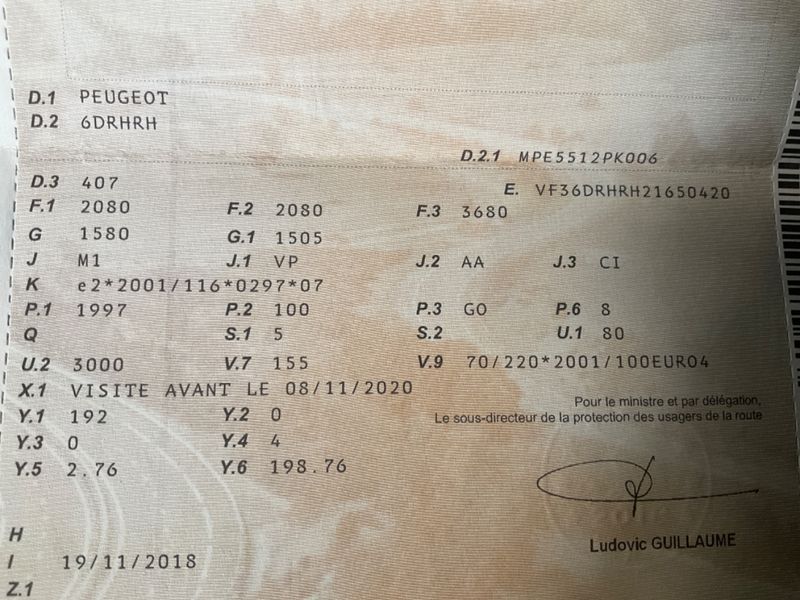 D.1 PEUGEOT
D.2 6DRHRH
D.2.1 MPE5512PK006
D.3 407
E. VF36DRHRH21650420
F.1 2080 F.2 2080 F.3 3680
G 1580 G.1 1505
J M1 J.1 VP J.2 AA J.3 CI
K e2*2001/116*0297*07
P.1 1997 P.2 100 P.3 GO P.6 8
Q S.1 5 S.2 U.1 80
U.2 3000 V.7 155 V.9 70/220*2001/100EURO4
X.1 VISITE AVANT LE 08/11/2020
Pour le ministre et par délégation,
Le sous-directeur de la protection des usagers de la route
Y.1 192 Y.2 0
Y.3 0 Y.4 4
Y.5 2.76 Y.6 198.76
H
Ludovic GUILLAUME
I 19/11/2018
Z.1